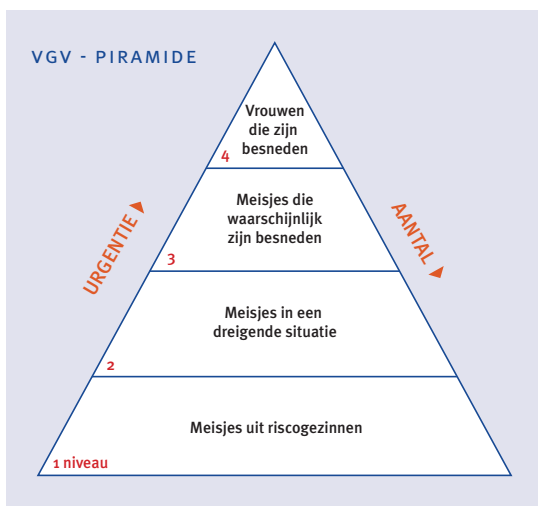 VGV - PIRAMIDE
Vrouwen
die zijn
besneden
4
Meisjes die
waarschijnlijk
zijn besneden
3
URGENTIE
AANTAL
Meisjes in een
dreigende situatie
2
Meisjes uit riscogezinnen
1 niveau